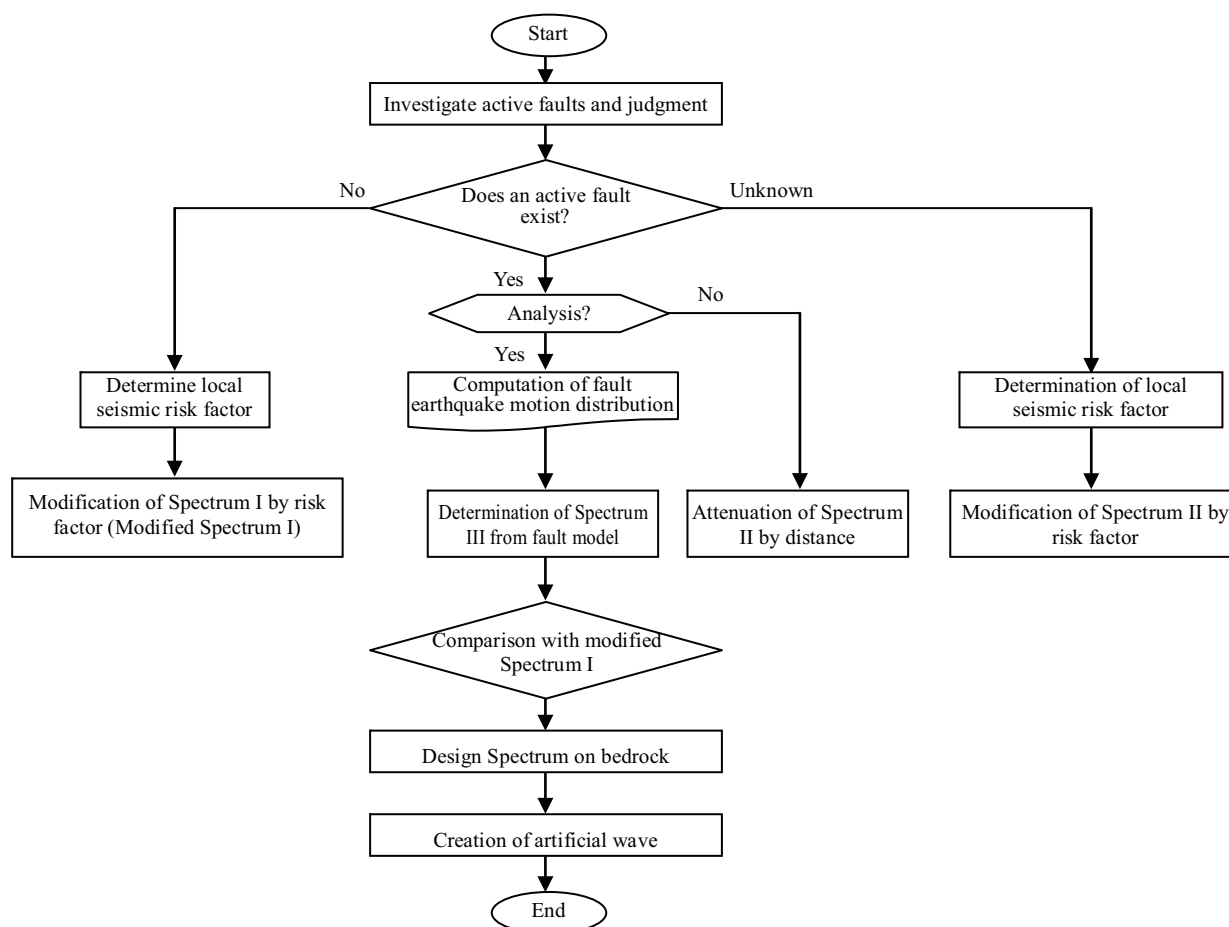 Start
Investigate active faults and judgment
No
Does an active fault
exist?
Unknown
Yes
Analysis?
No
Yes
Determine local
seismic risk factor
Computation of fault
earthquake motion distribution
Determination of local
seismic risk factor
Modification of Spectrum I by risk
factor (Modified Spectrum I)
Determination of Spectrum
III from fault model
Attenuation of Spectrum
II by distance
Modification of Spectrum II by
risk factor
Comparison with modified
Spectrum I
Design Spectrum on bedrock
Creation of artificial wave
End